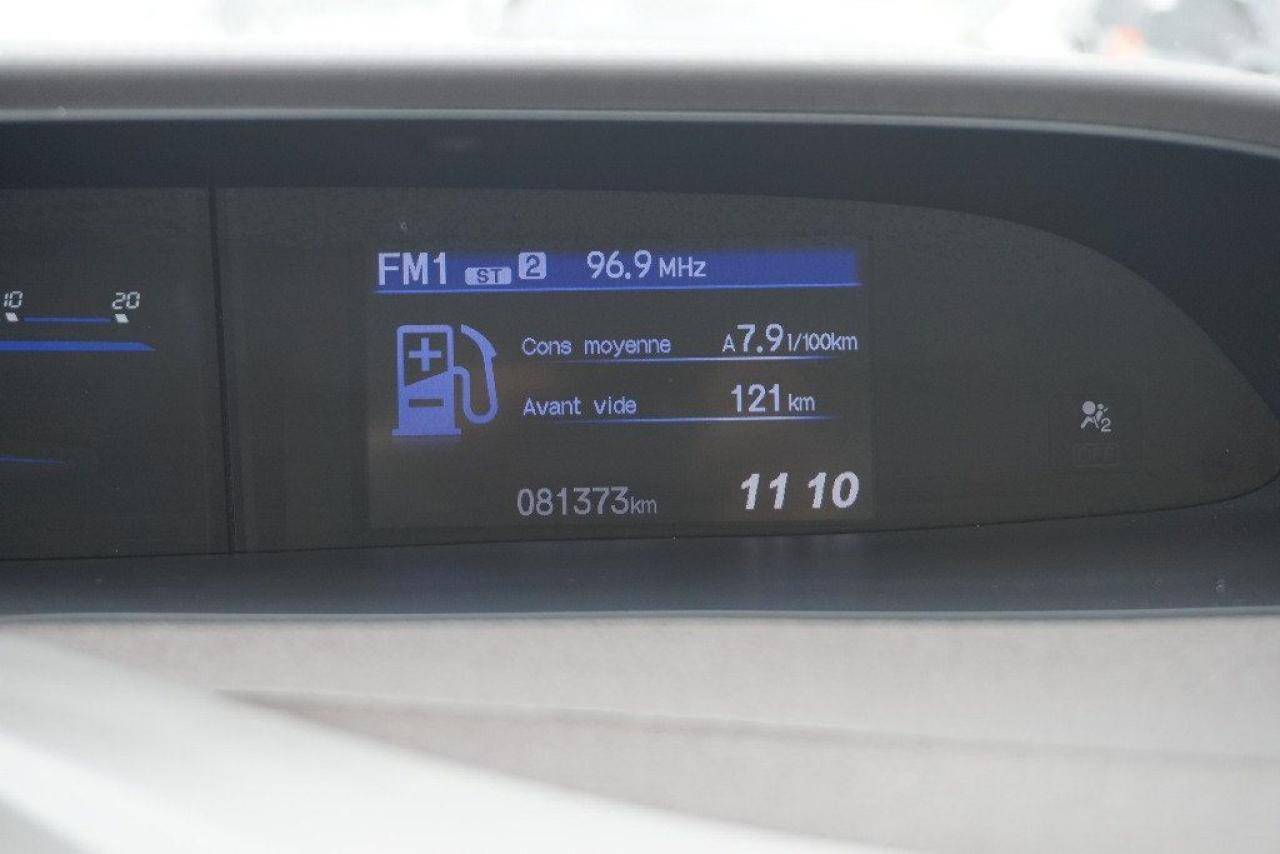 FM1 ST 2 96.9 MHz
10 20
Cons moyenne A7.9 l/100km
Avant vide 121 km
081373km 11 10
2